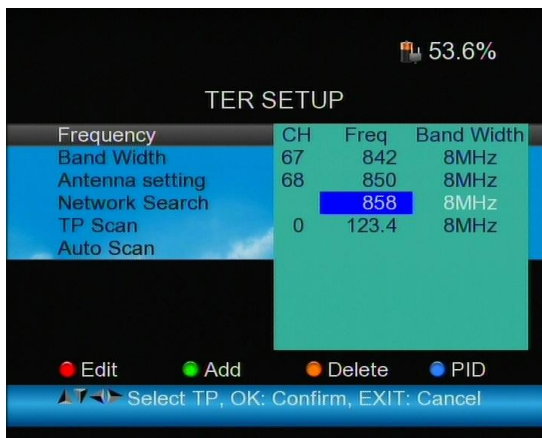 53.6%
TER SETUP
Frequency CH Freq Band Width
Band Width 67 842 8MHz
Antenna setting 68 850 8MHz
Network Search 858 8MHz
TP Scan 0 123.4 8MHz
Auto Scan
Edit Add Delete PID
Select TP, OK: Confirm, EXIT: Cancel